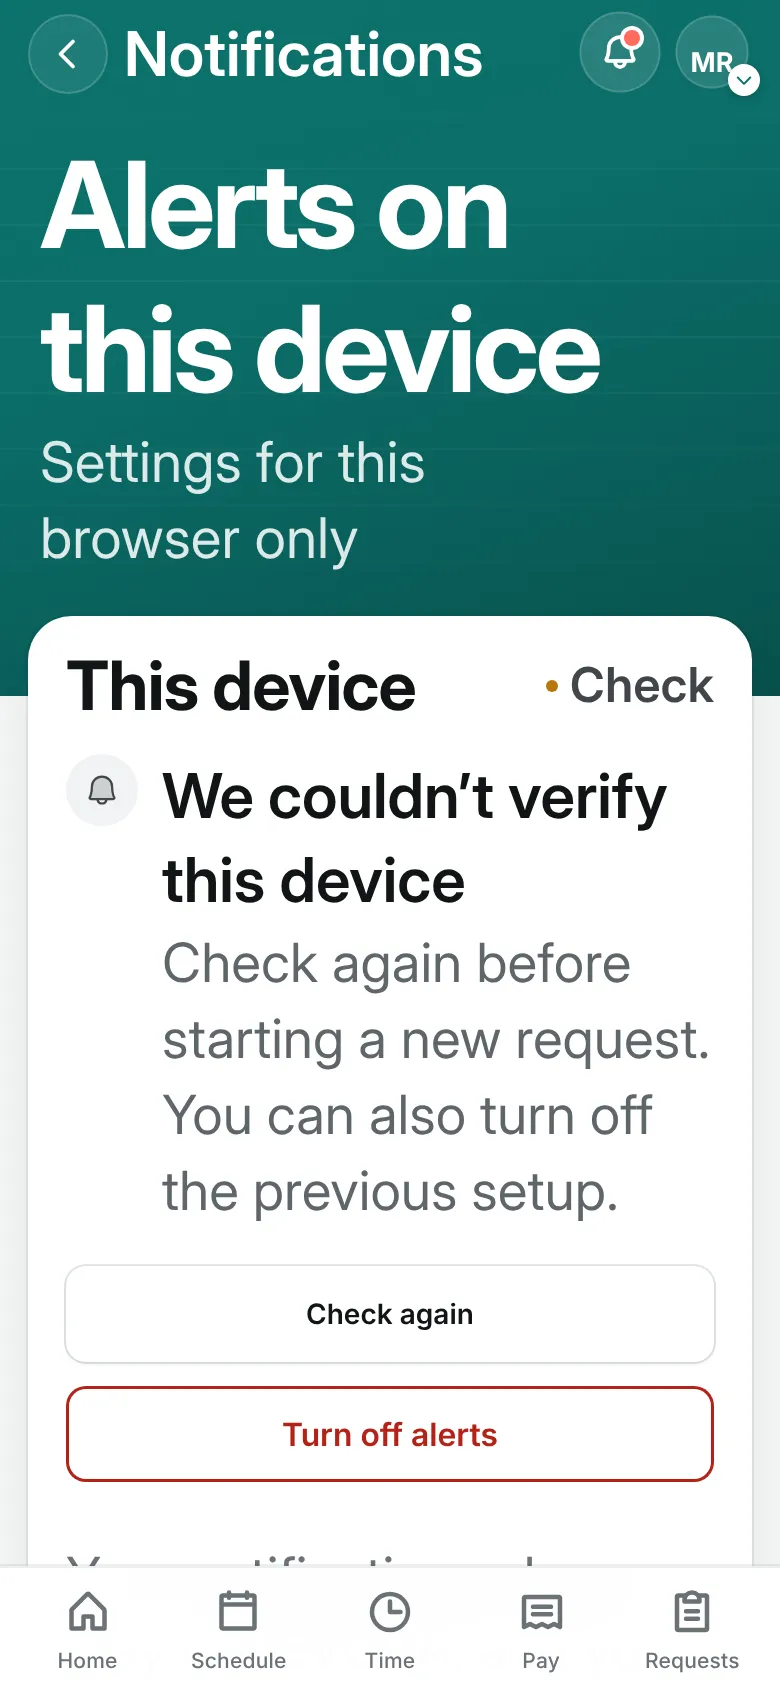 Notifications
MR
Alerts on
this device
Settings for this
browser only
This device
Check
We couldn’t verify
this device
Check again before
starting a new request.
You can also turn off
the previous setup.
Check again
Turn off alerts
Home
Schedule
Time
Pay
Requests